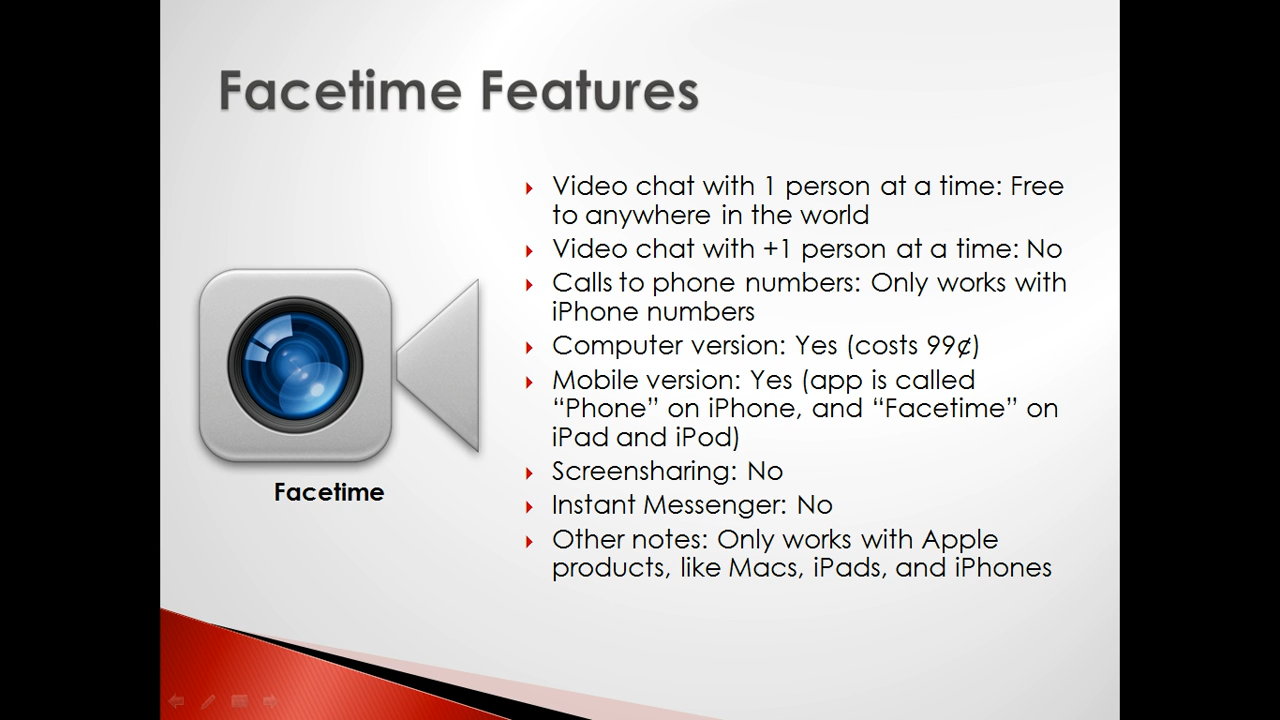 Facetime Features
Video chat with 1 person at a time: Free
to anywhere in the world
Video chat with +1 person at a time: No
Calls to phone numbers: Only works with
iPhone numbers
Computer version: Yes (costs 99¢)
Mobile version: Yes (app is called
“Phone” on iPhone, and “Facetime” on
iPad and iPod)
Screensharing: No
Instant Messenger: No
Other notes: Only works with Apple
products, like Macs, iPads, and iPhones
Facetime